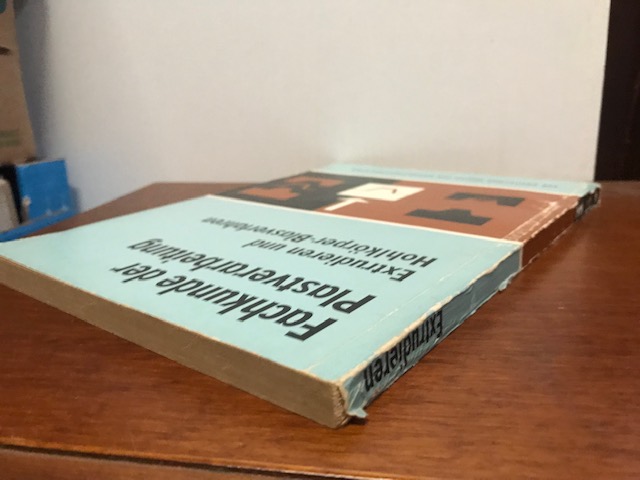 Fachkunde der
Plastverarbeitung
Extrudieren und
Hohlkörper-Blasverfahren
Extrudieren